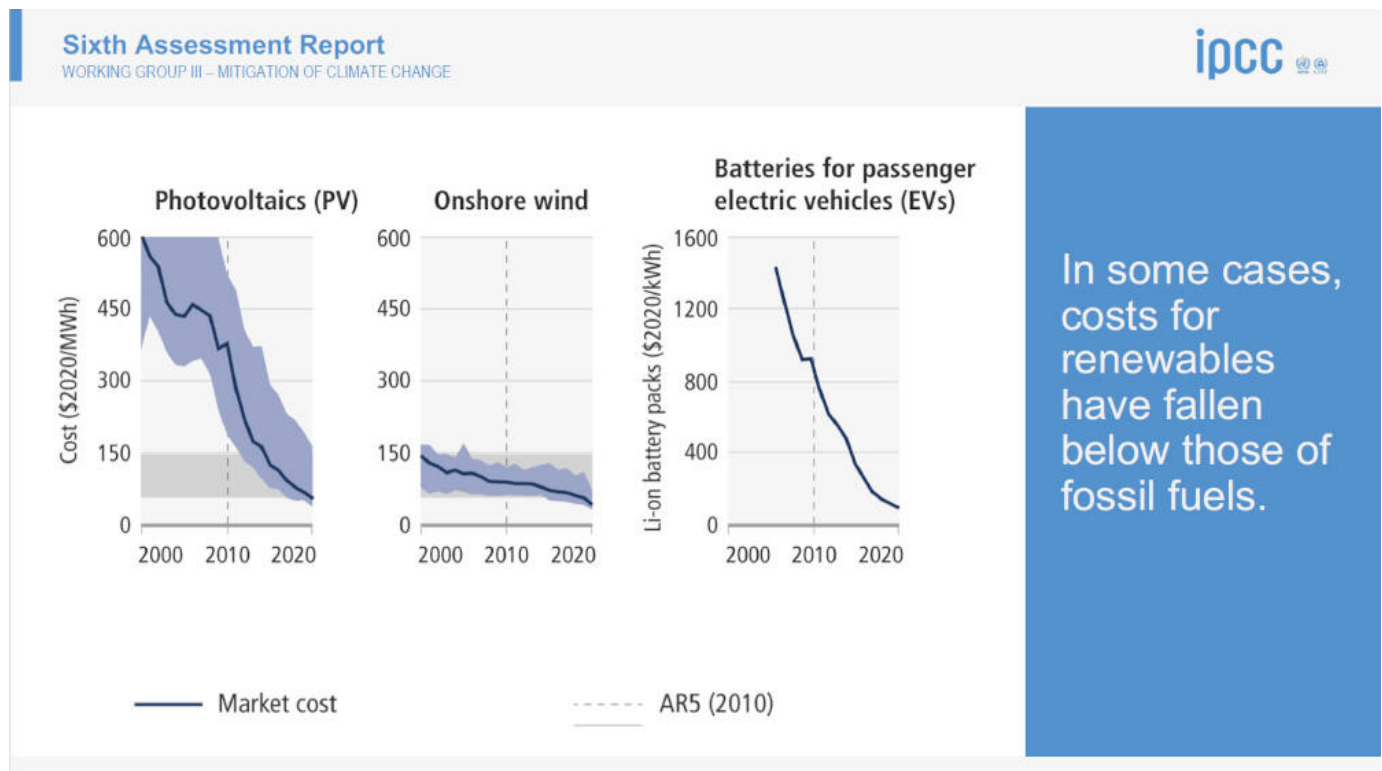 Sixth Assessment Report
WORKING GROUP III – MITIGATION OF CLIMATE CHANGE
ipcc
Photovoltaics (PV)
Cost ($2020/MWh)
600
450
300
150
0
2000 2010 2020
Onshore wind
600
450
300
150
0
2000 2010 2020
Batteries for passenger
electric vehicles (EVs)
Li-on battery packs ($2020/kWh)
1600
1200
800
400
0
2000 2010 2020
Market cost
AR5 (2010)
In some cases,
costs for
renewables
have fallen
below those of
fossil fuels.